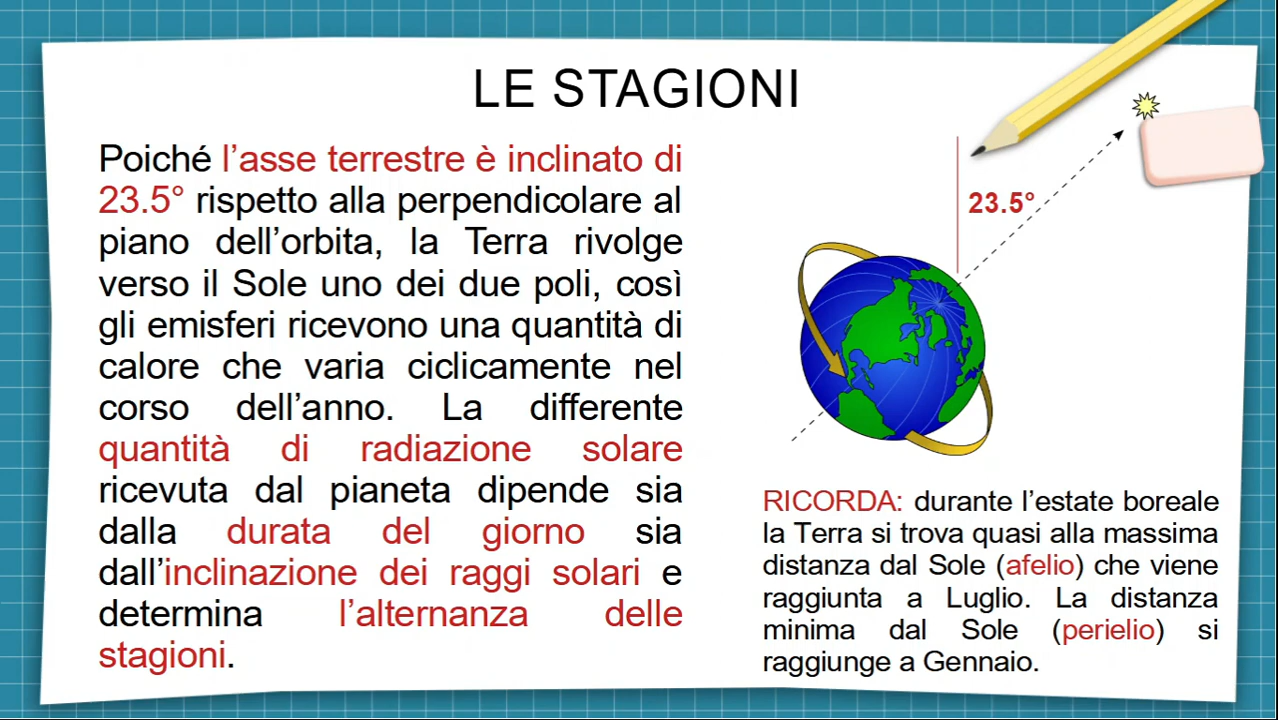 LE STAGIONI
Poiché l’asse terrestre è inclinato di
23.5° rispetto alla perpendicolare al
piano dell’orbita, la Terra rivolge
verso il Sole uno dei due poli, così
gli emisferi ricevono una quantità di
calore che varia ciclicamente nel
corso dell’anno. La differente
quantità di radiazione solare
ricevuta dal pianeta dipende sia
dalla durata del giorno sia
dall’inclinazione dei raggi solari e
determina l’alternanza delle
stagioni.
23.5°
RICORDA: durante l’estate boreale
la Terra si trova quasi alla massima
distanza dal Sole (afelio) che viene
raggiunta a Luglio. La distanza
minima dal Sole (perielio) si
raggiunge a Gennaio.